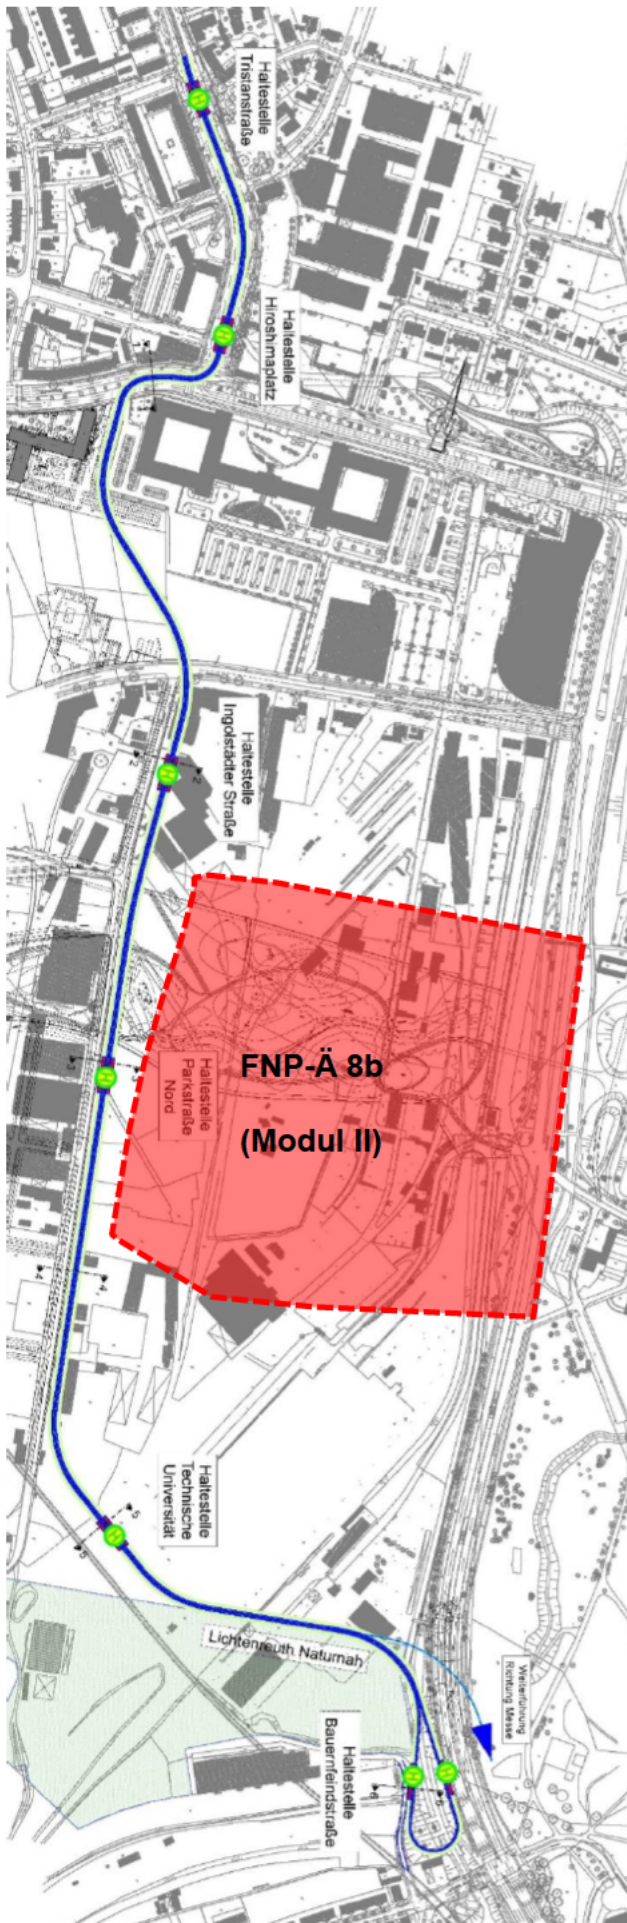 Haltestelle
Tristanstraße
Haltestelle
Hiroshimaplatz
Haltestelle
Ingolstädter Straße
FNP-Ä 8b
(Modul II)
Haltestelle
Parkstraße
Nord
Haltestelle
Technische
Universität
Lichtenreuth Naturnah
Weiterführung
Richtung Messe
Haltestelle
Bauernfeindstraße